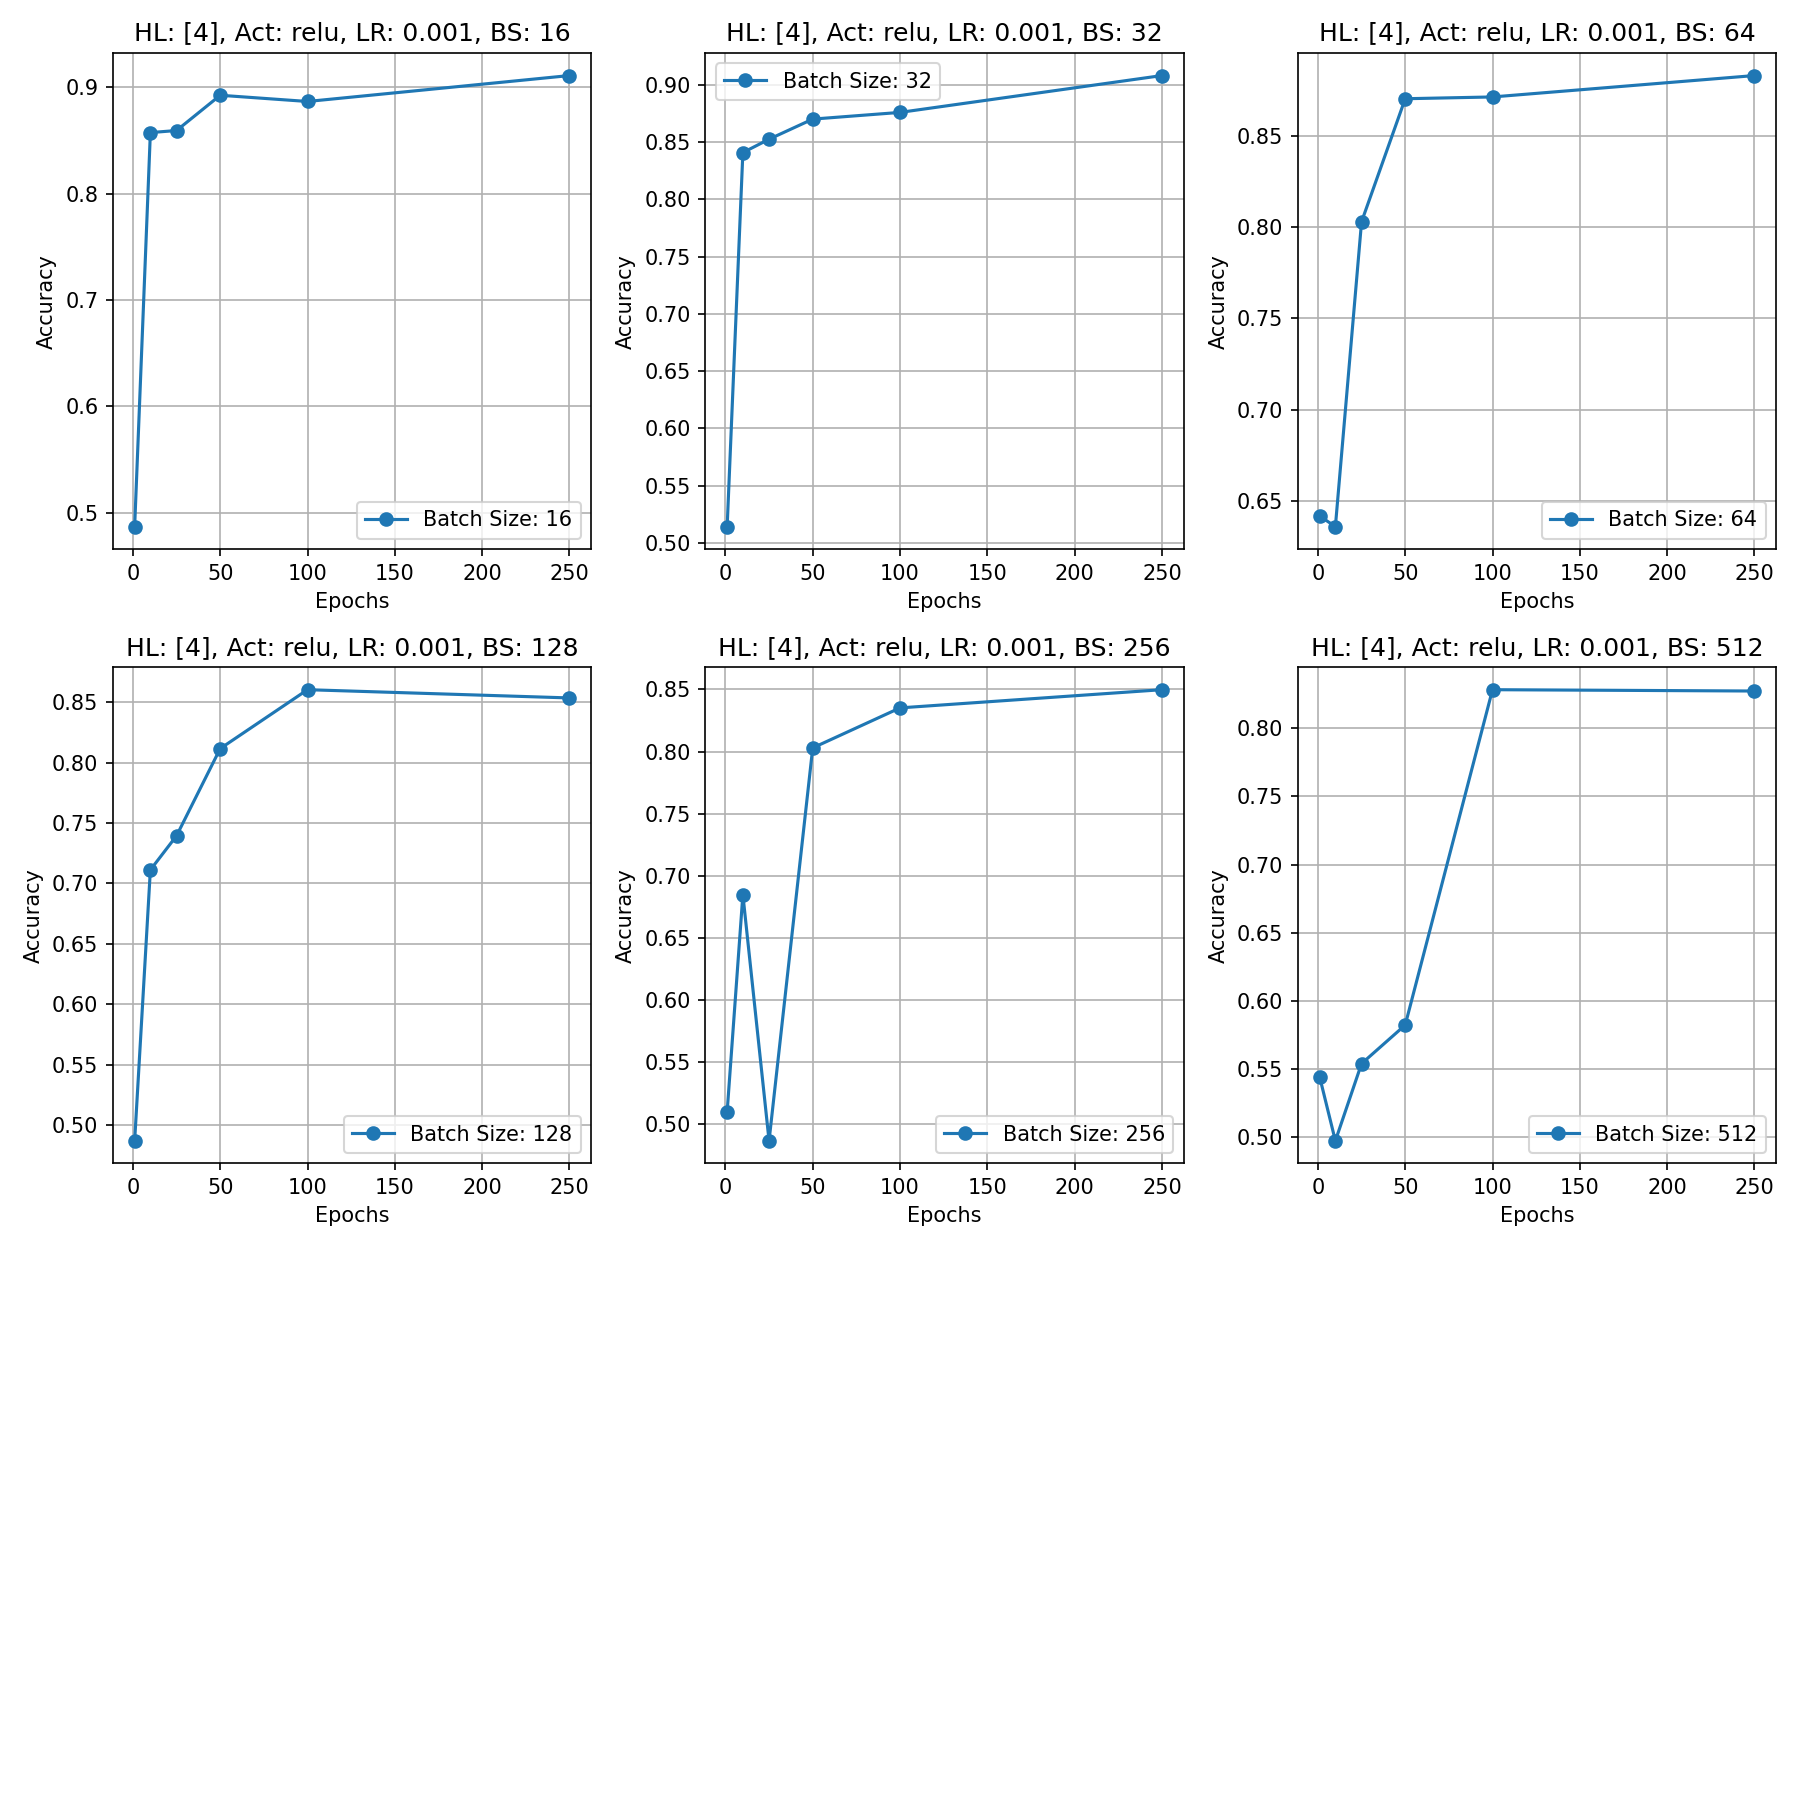 HL: [4], Act: relu, LR: 0.001, BS: 16
0.9
0.8
0.7
0.6
0.5
Accuracy
Batch Size: 16
0 50 100 150 200 250
Epochs
HL: [4], Act: relu, LR: 0.001, BS: 32
Batch Size: 32
0.90
0.85
0.80
0.75
0.70
0.65
0.60
0.55
0.50
Accuracy
0 50 100 150 200 250
Epochs
HL: [4], Act: relu, LR: 0.001, BS: 64
0.85
0.80
0.75
0.70
0.65
Accuracy
Batch Size: 64
0 50 100 150 200 250
Epochs
HL: [4], Act: relu, LR: 0.001, BS: 128
0.85
0.80
0.75
0.70
0.65
0.60
0.55
0.50
Accuracy
Batch Size: 128
0 50 100 150 200 250
Epochs
HL: [4], Act: relu, LR: 0.001, BS: 256
0.85
0.80
0.75
0.70
0.65
0.60
0.55
0.50
Accuracy
Batch Size: 256
0 50 100 150 200 250
Epochs
HL: [4], Act: relu, LR: 0.001, BS: 512
0.80
0.75
0.70
0.65
0.60
0.55
0.50
Accuracy
Batch Size: 512
0 50 100 150 200 250
Epochs